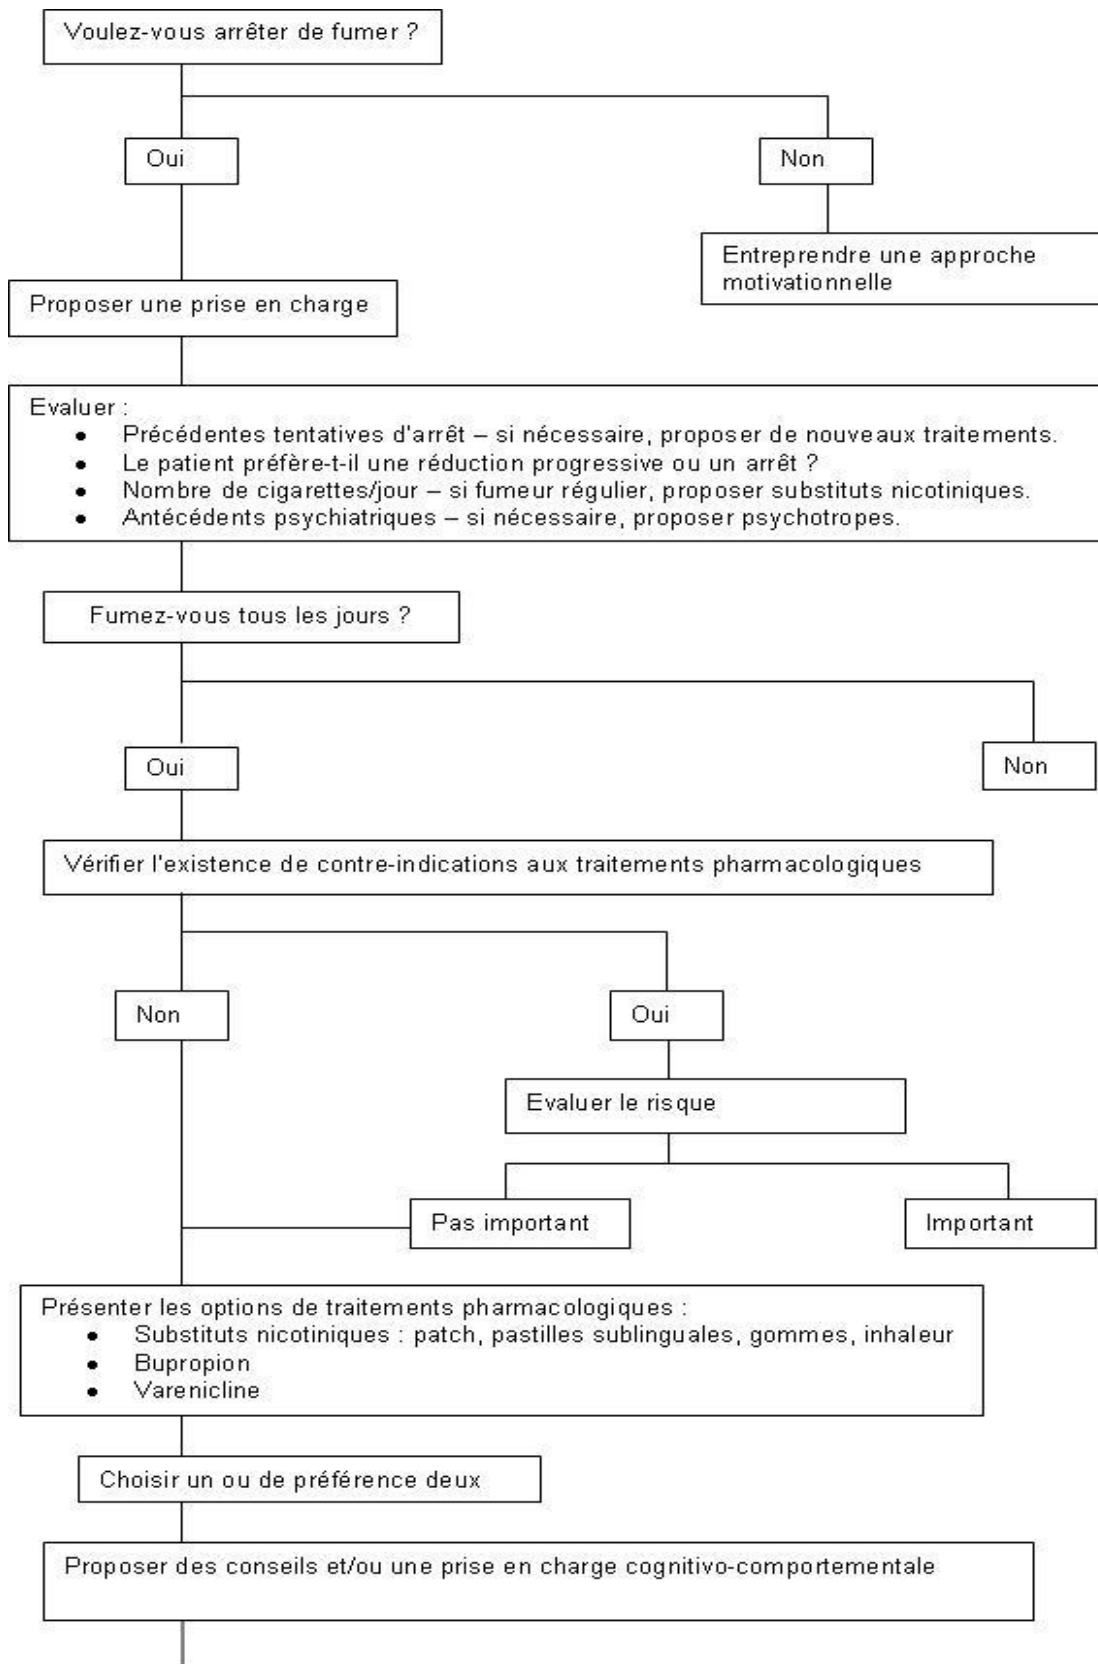 Voulez-vous arrêter de fumer ?
Oui
Non
Entreprendre une approche
motivationnelle
Proposer une prise en charge
Evaluer :
• Précédentes tentatives d'arrêt – si nécessaire, proposer de nouveaux traitements.
• Le patient préfère-t-il une réduction progressive ou un arrêt ?
• Nombre de cigarettes/jour – si fumeur régulier, proposer substituts nicotiniques.
• Antécédents psychiatriques – si nécessaire, proposer psychotropes.
Fumez-vous tous les jours ?
Oui
Non
Vérifier l'existence de contre-indications aux traitements pharmacologiques
Non
Oui
Evaluer le risque
Pas important
Important
Présenter les options de traitements pharmacologiques :
• Substituts nicotiniques : patch, pastilles sublinguales, gommes, inhaleur
• Bupropion
• Varenicline
Choisir un ou de préférence deux
Proposer des conseils et/ou une prise en charge cognitivo-comportementale